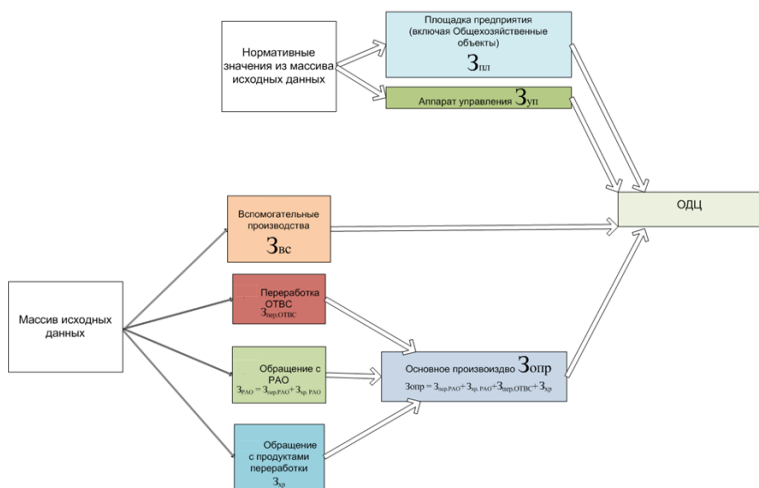 Площадка предприятия
(включая Общехозяйственные
объекты)
Зпл
Нормативные
значения из массива
исходных данных
Аппарат управления Зуп
ОДЦ
Вспомогательные
производства
Звс
Переработка
ОТВС
Зпер.ОТВС
Массив исходных
данных
Обращение с
РАО
ЗРАО = Зпер.РАО+Зхр. РАО
Основное произвоиздво Зопр
Зопр = Зпер.РАО+Зхр. РАО+Зпер.ОТВС+Зхр
Обращение
с продуктами
переработки
Зхр